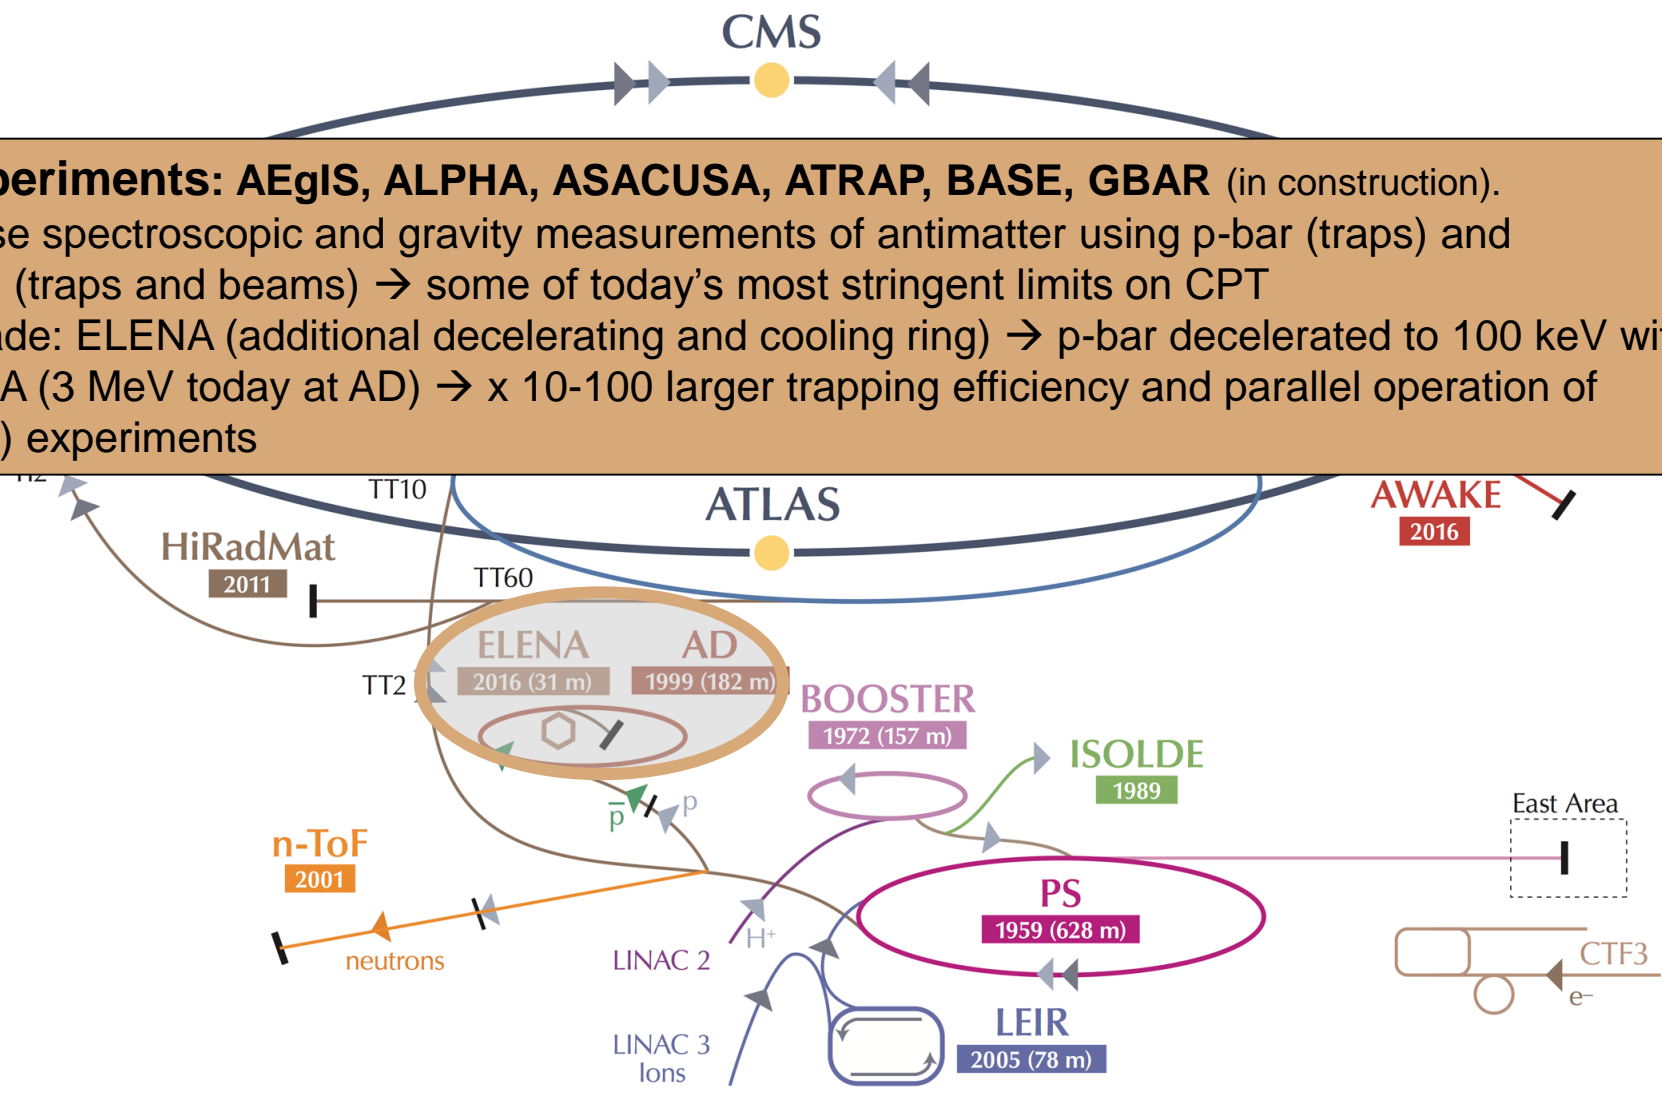 CMS
periments: AEgIS, ALPHA, ASACUSA, ATRAP, BASE, GBAR (in construction).
se spectroscopic and gravity measurements of antimatter using p-bar (traps) and
(traps and beams) → some of today's most stringent limits on CPT
ade: ELENA (additional decelerating and cooling ring) → p-bar decelerated to 100 keV wi
A (3 MeV today at AD) → x 10-100 larger trapping efficiency and parallel operation of
) experiments
TT10
ATLAS
AWAKE
2016
HiRadMat
2011
TT60
ELENA
2016 (31 m)
AD
1999 (182 m)
TT2
BOOSTER
1972 (157 m)
ISOLDE
1989
East Area
p̅
p
n-ToF
2001
neutrons
PS
1959 (628 m)
H⁺
LINAC 2
CTF3
e⁻
LEIR
2005 (78 m)
LINAC 3
Ions